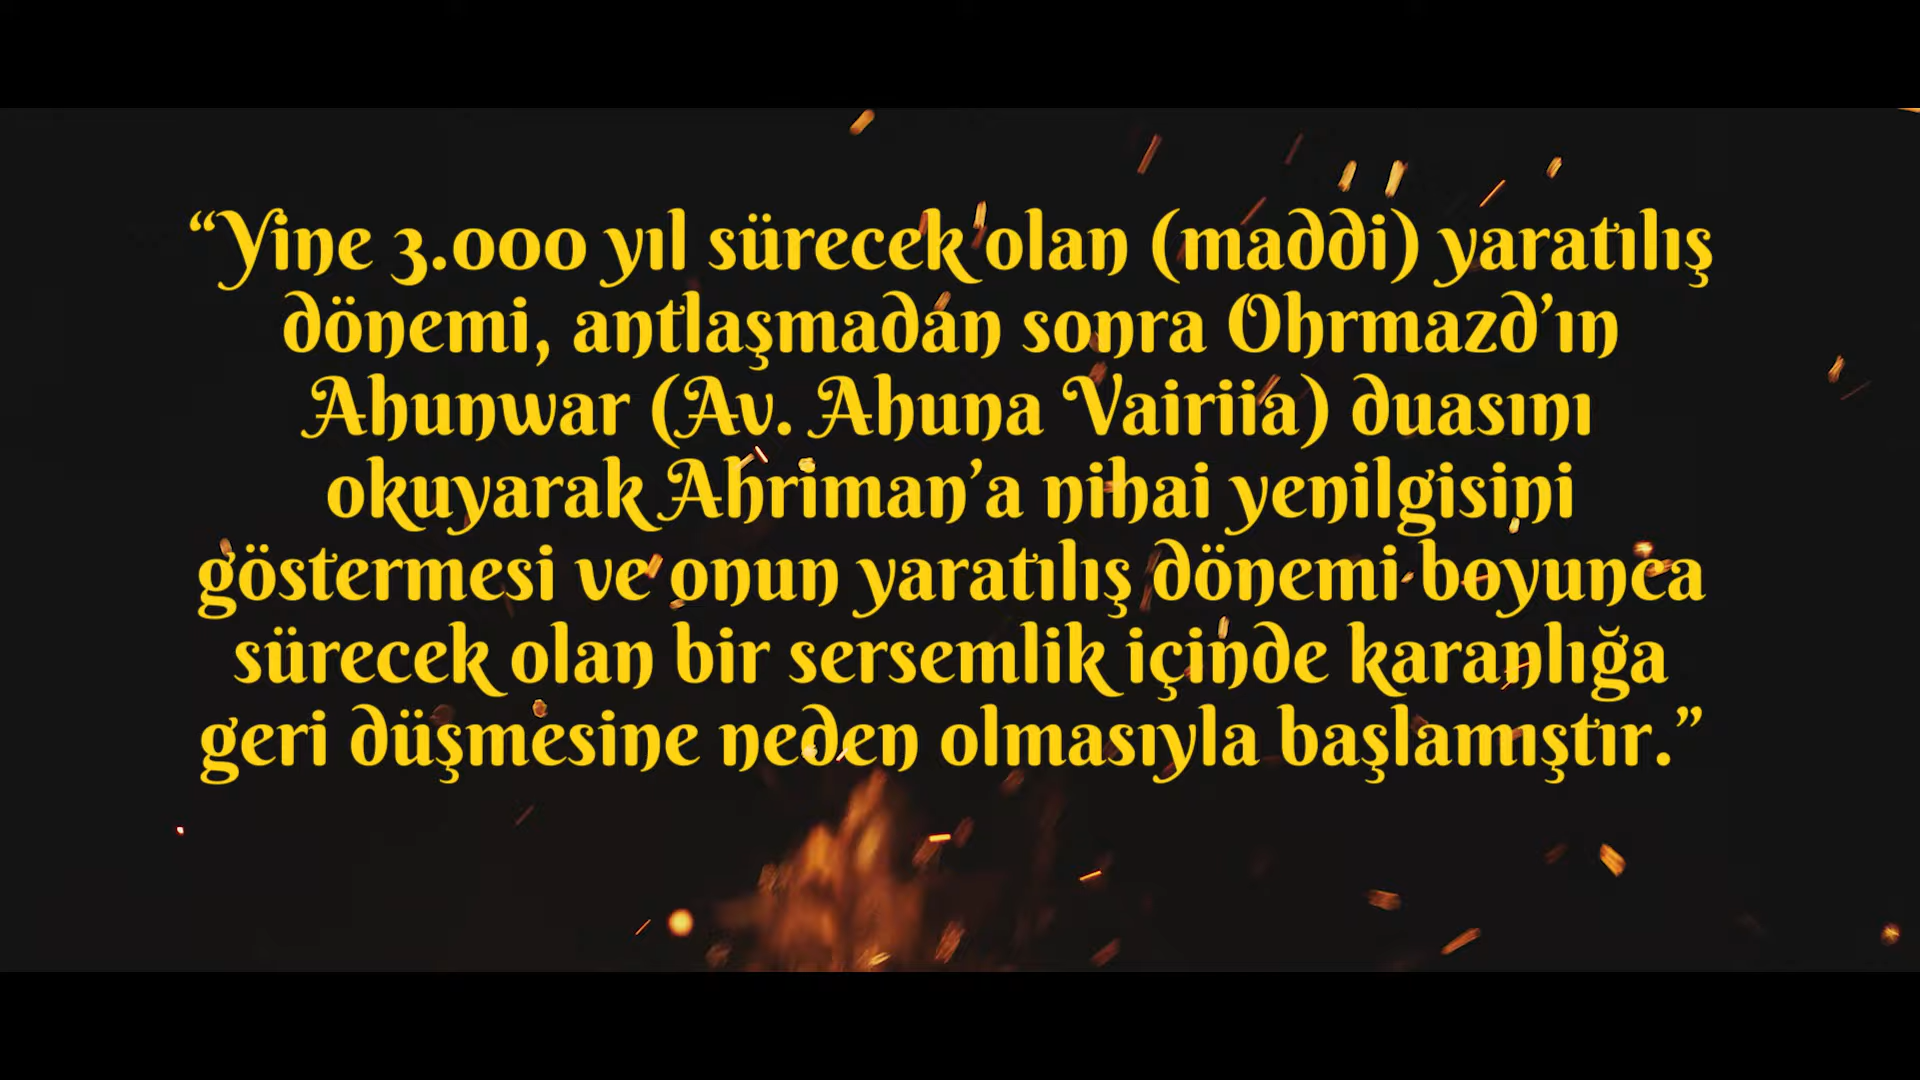 “Yine 3.000 yıl sürecek olan (maddi) yaratılış
dönemi, antlaşmadan sonra Ohrmazd’ın
Ahunwar (Av. Ahuna Vairiia) duasını
okuyarak Ahriman’a nihai yenilgisini
göstermesi ve onun yaratılış dönemi boyunca
sürecek olan bir sersemlik içinde karanlığa
geri düşmesine neden olmasıyla başlamıştır.”